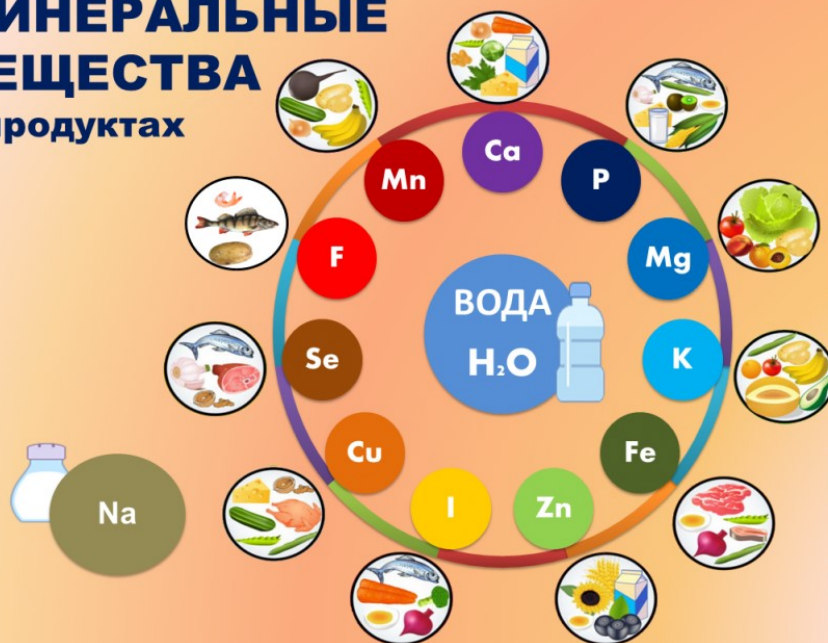 ИНЕРАЛЬНЫЕ
ЕЩЕСТВА
продуктах
Ca
Mn
P
F
Mg
ВОДА
H₂O
Se
K
Cu
Fe
I
Zn
Na